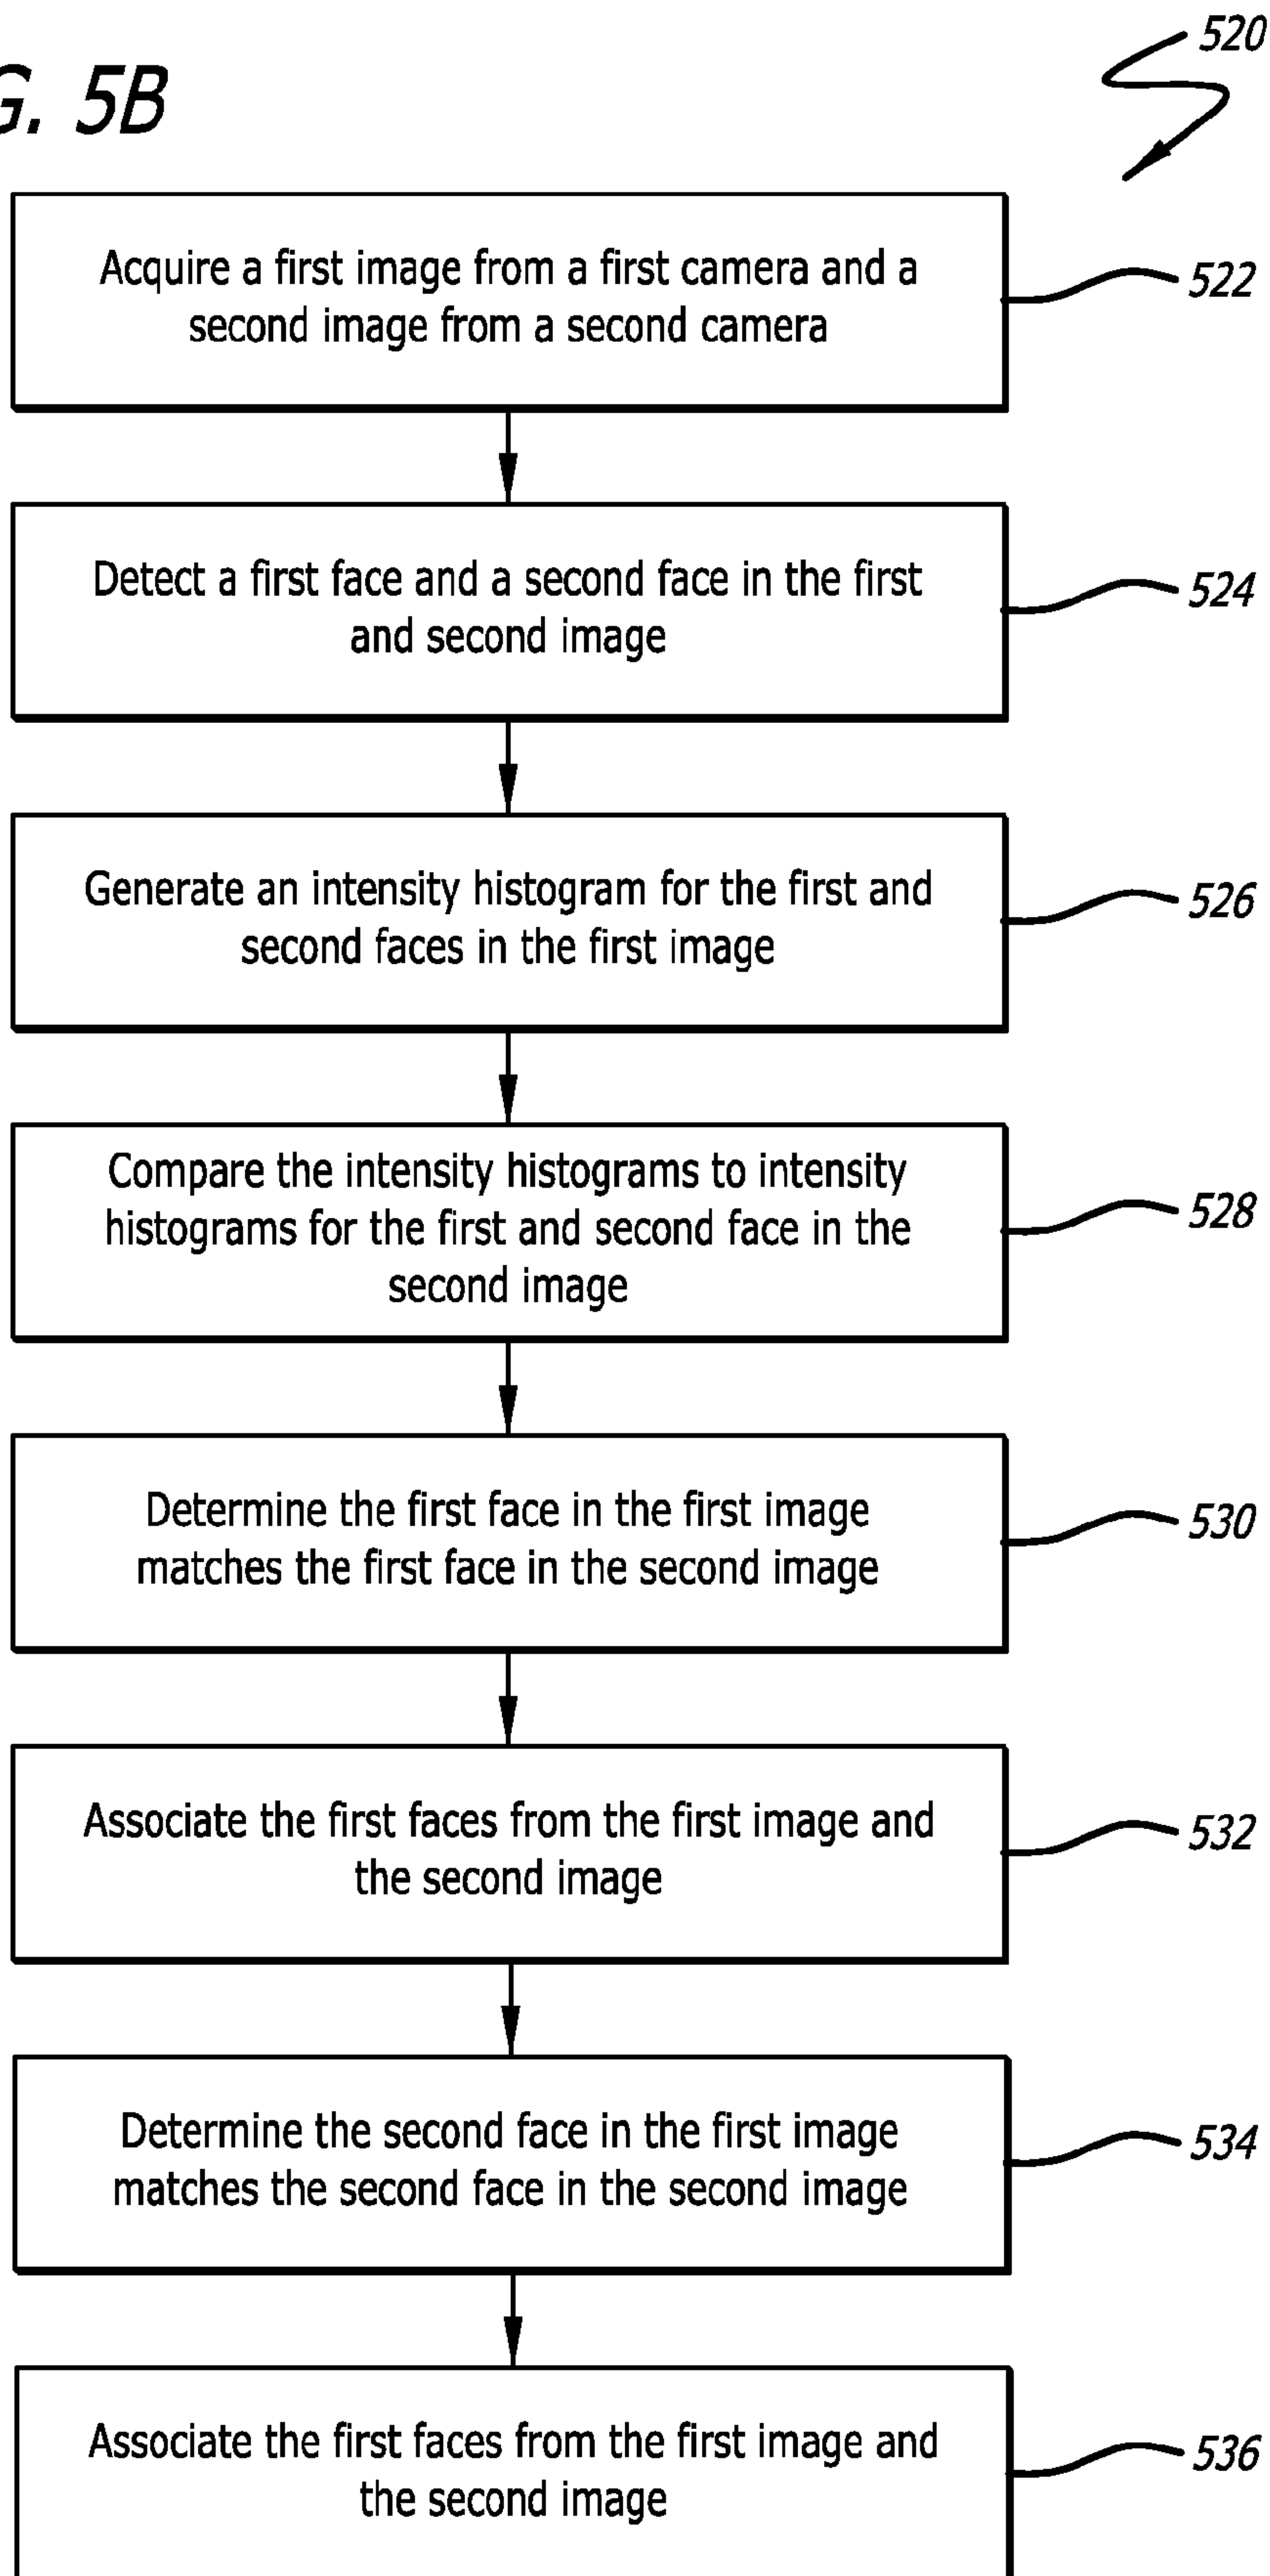 G. 5B
520
Acquire a first image from a first camera and a
second image from a second camera
522
Detect a first face and a second face in the first
and second image
524
Generate an intensity histogram for the first and
second faces in the first image
526
Compare the intensity histograms to intensity
histograms for the first and second face in the
second image
528
Determine the first face in the first image
matches the first face in the second image
530
Associate the first faces from the first image and
the second image
532
Determine the second face in the first image
matches the second face in the second image
534
Associate the first faces from the first image and
the second image
536